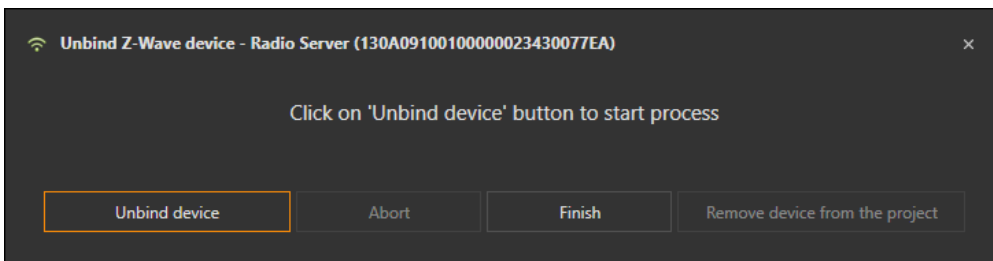 Unbind Z-Wave device - Radio Server (130A09100100000023430077EA)
Click on 'Unbind device' button to start process
Unbind device Abort Finish Remove device from the project